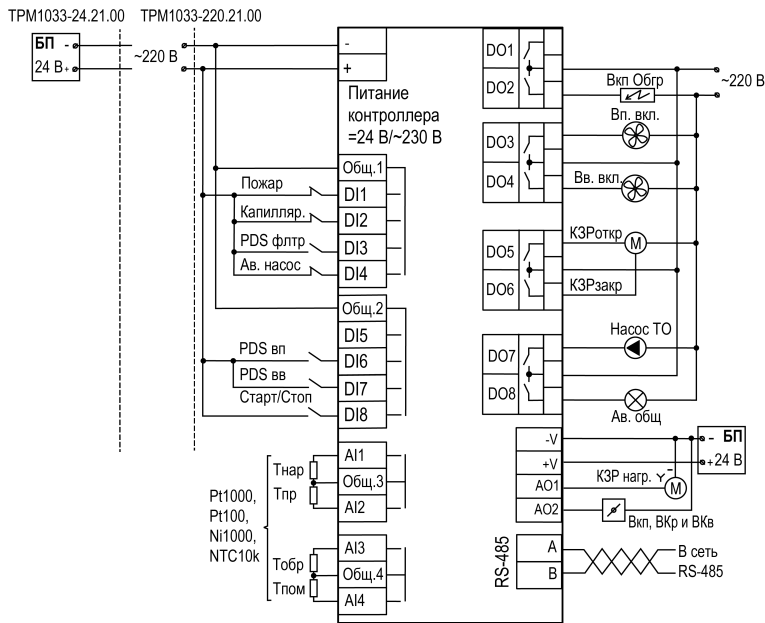 ТРМ1033-24.21.00 ТРМ1033-220.21.00
БП -
24 В +
~220 В
-
+
Питание
контроллера
=24 В/~230 В
Общ.1
Пожар DI1
Капилляр. DI2
PDS флтр DI3
Ав. насос DI4
Общ.2
DI5
PDS вп DI6
PDS вв DI7
Старт/Стоп DI8
AI1
Тнар
Общ.3
Тпр
AI2
Pt1000,
Pt100,
Ni1000,
NTC10k
AI3
Тобр
Общ.4
Тпом
AI4
DO1
DO2
Вкп Обгр
~220 В
Вп. вкл.
DO3
DO4
Вв. вкл.
DO5
КЗРоткр
М
DO6
КЗРзакр
Насос ТО
DO7
DO8
Ав. общ
-V
- БП
+V
+ 24 В
AO1
КЗР нагр.
-
М
AO2
Вкп, ВКр и ВКв
RS-485
A
В сеть
B
RS-485